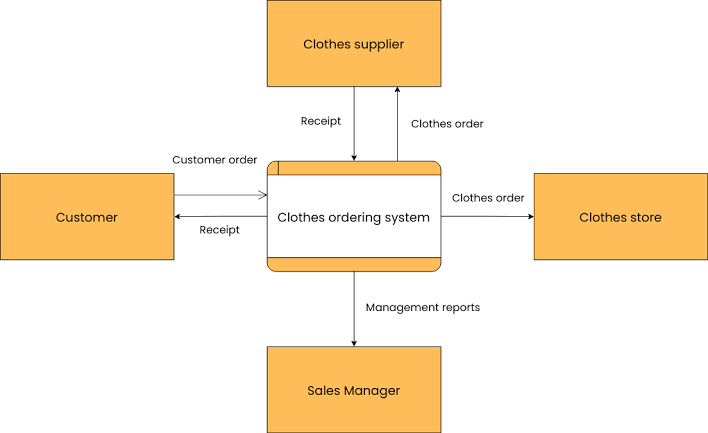 Clothes supplier
Receipt
Clothes order
Customer order
Clothes order
Customer
Clothes ordering system
Clothes store
Receipt
Management reports
Sales Manager